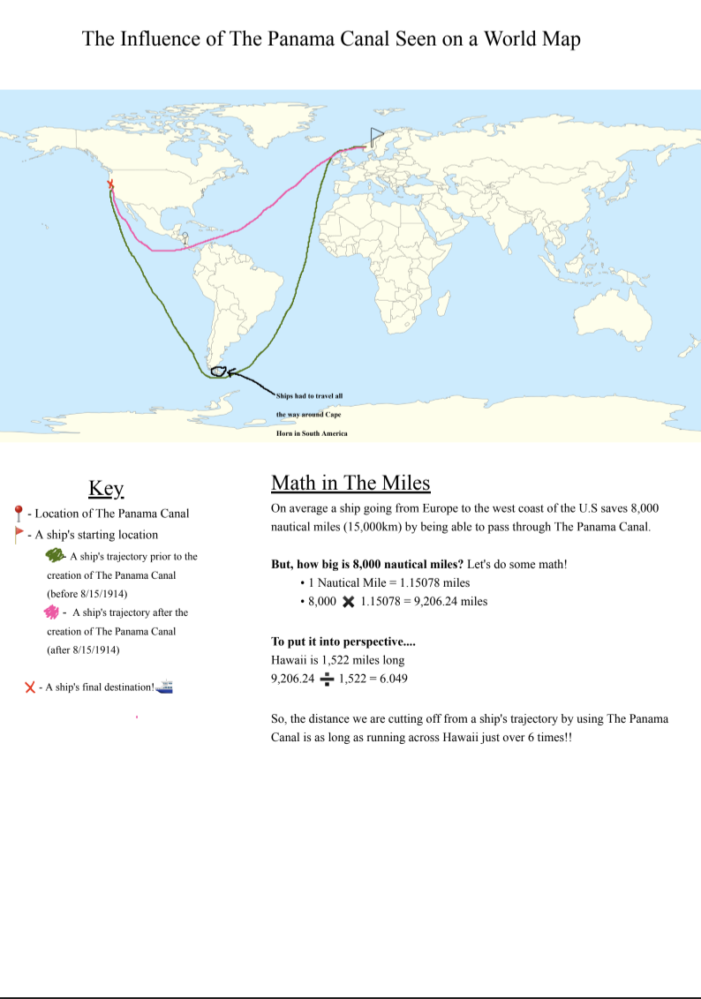 The Influence of The Panama Canal Seen on a World Map
Ships had to travel all
the way around Cape
Horn in South America
Key
- Location of The Panama Canal
- A ship's starting location
- A ship's trajectory prior to the
creation of The Panama Canal
(before 8/15/1914)
- A ship's trajectory after the
creation of The Panama Canal
(after 8/15/1914)
- A ship's final destination!
Math in The Miles
On average a ship going from Europe to the west coast of the U.S saves 8,000
nautical miles (15,000km) by being able to pass through The Panama Canal.
But, how big is 8,000 nautical miles? Let's do some math!
• 1 Nautical Mile = 1.15078 miles
• 8,000 ✖ 1.15078 = 9,206.24 miles
To put it into perspective....
Hawaii is 1,522 miles long
9,206.24 ➗ 1,522 = 6.049
So, the distance we are cutting off from a ship's trajectory by using The Panama
Canal is as long as running across Hawaii just over 6 times!!